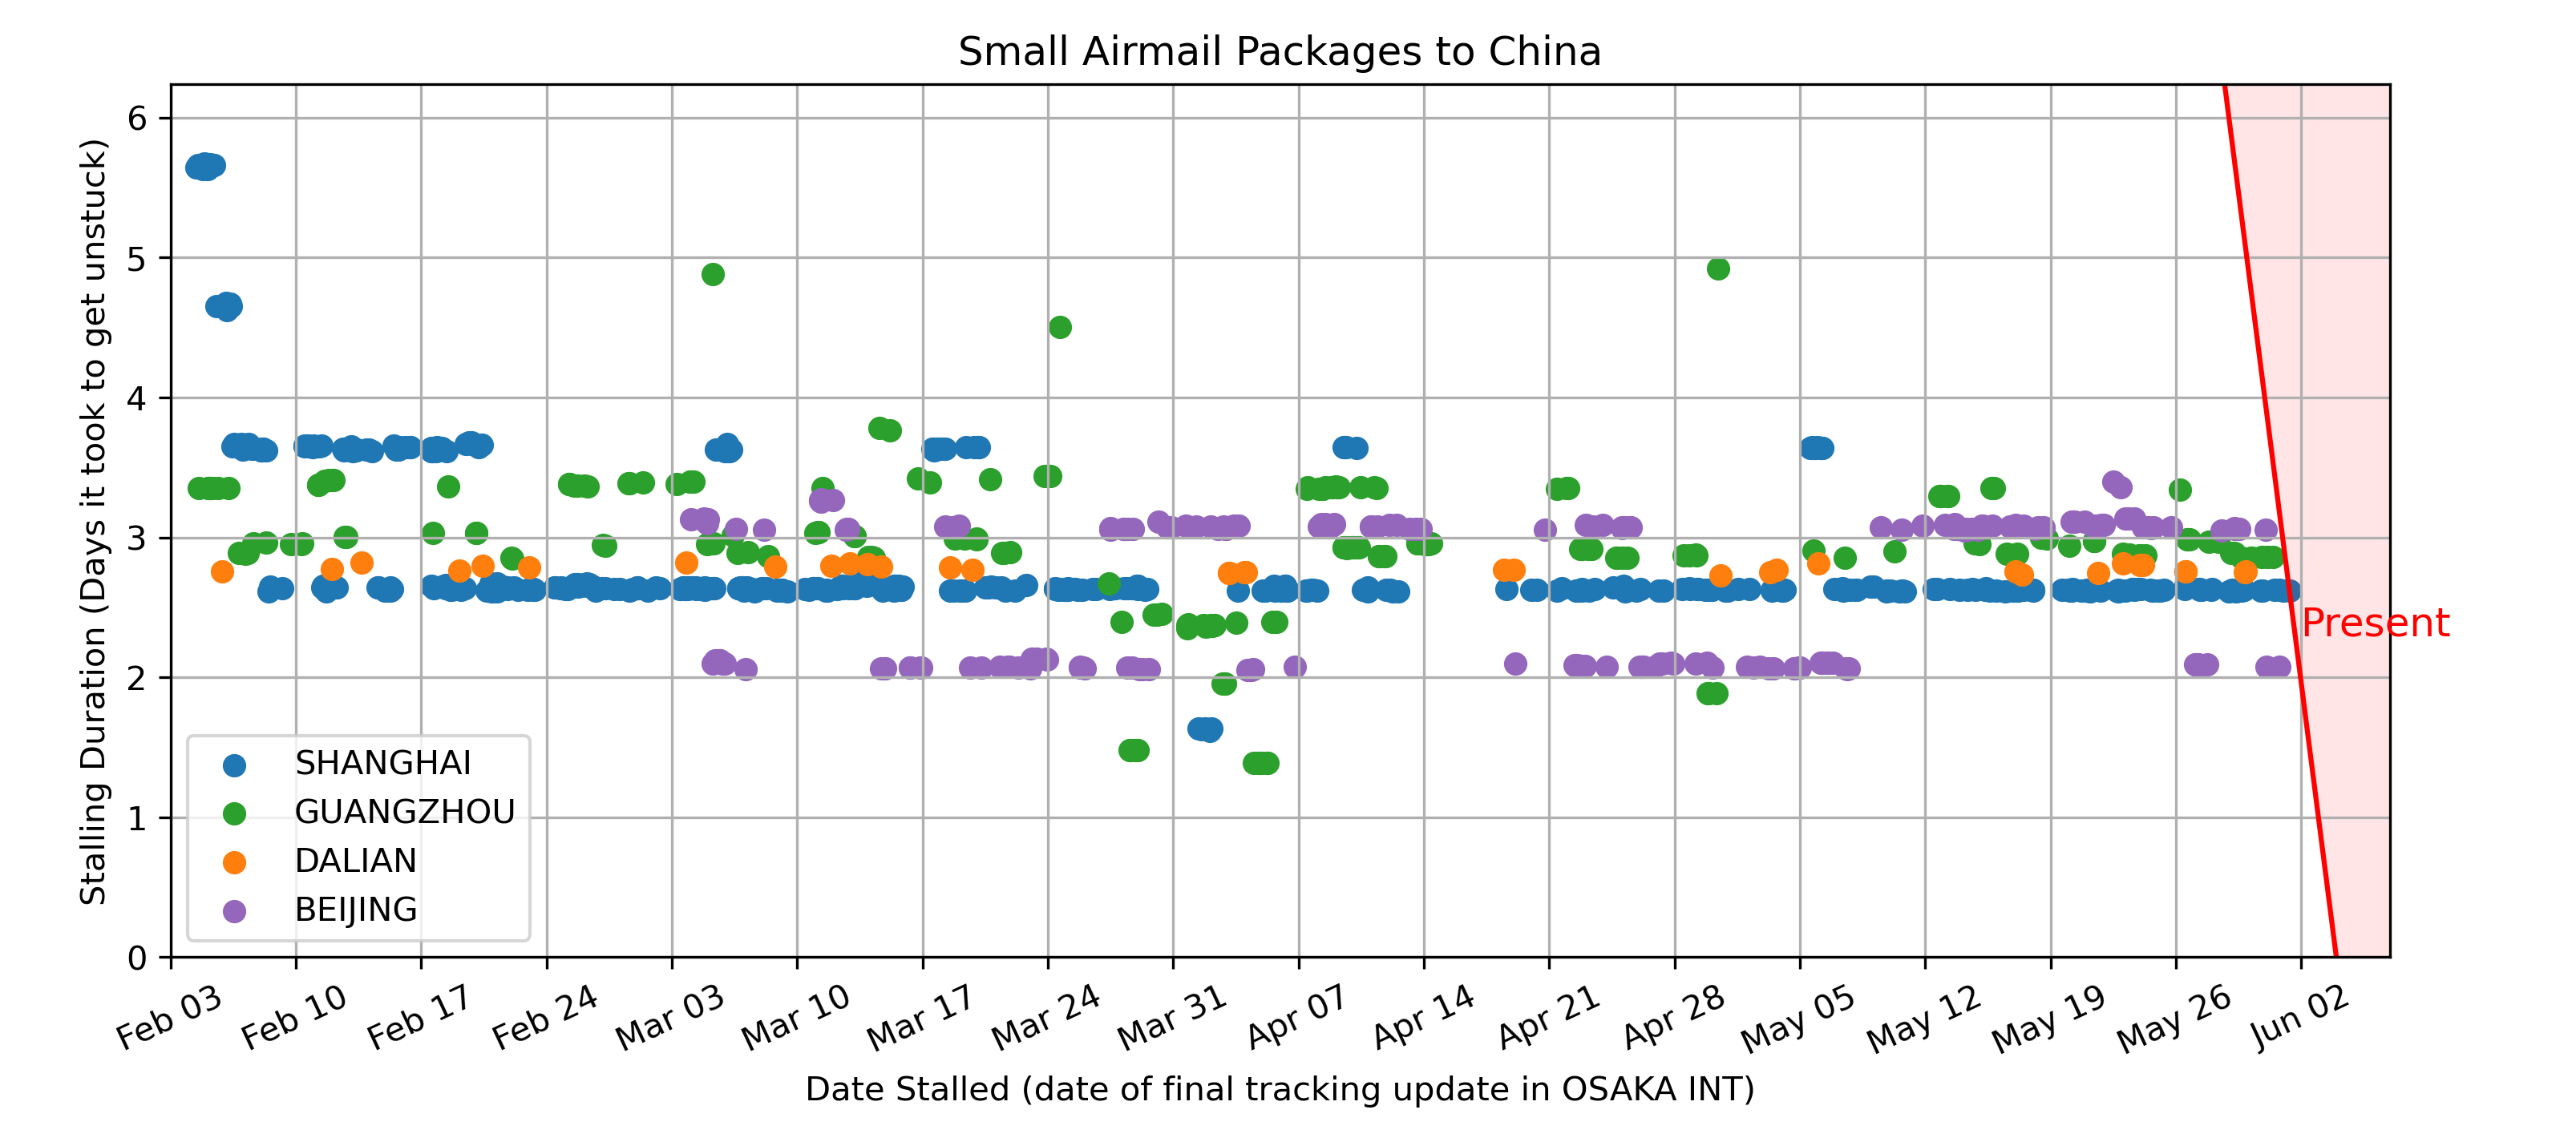 Small Airmail Packages to China
Stalling Duration (Days it took to get unstuck)
6
5
4
3
2
1
0
SHANGHAI
GUANGZHOU
DALIAN
BEIJING
Present
Feb 03
Feb 10
Feb 17
Feb 24
Mar 03
Mar 10
Mar 17
Mar 24
Mar 31
Apr 07
Apr 14
Apr 21
Apr 28
May 05
May 12
May 19
May 26
Jun 02
Date Stalled (date of final tracking update in OSAKA INT)